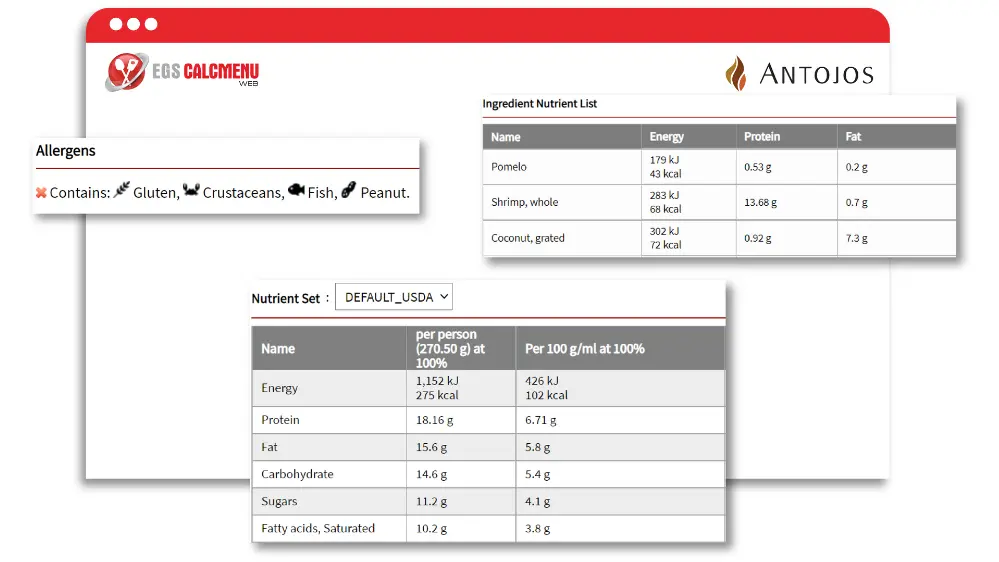 EGS CALCMENU
WEB
ANTOJOS
Ingredient Nutrient List
Name Energy Protein Fat
Pomelo 179 kJ 43 kcal 0.53 g 0.2 g
Shrimp, whole 283 kJ 68 kcal 13.68 g 0.7 g
Coconut, grated 302 kJ 72 kcal 0.92 g 7.3 g
Allergens
Contains: Gluten, Crustaceans, Fish, Peanut.
Nutrient Set : DEFAULT_USDA
Name per person (270.50 g) at 100% Per 100 g/ml at 100%
Energy 1,152 kJ 275 kcal 426 kJ 102 kcal
Protein 18.16 g 6.71 g
Fat 15.6 g 5.8 g
Carbohydrate 14.6 g 5.4 g
Sugars 11.2 g 4.1 g
Fatty acids, Saturated 10.2 g 3.8 g